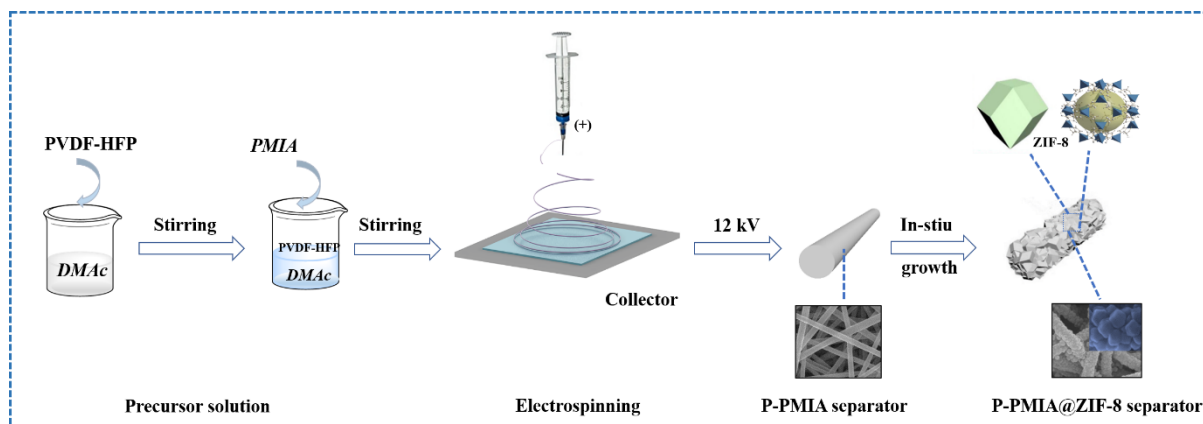 PVDF-HFP
DMAc
Stirring
PMIA
PVDF-HFP
DMAc
Stirring
(+)
Collector
12 kV
In-stiu
growth
ZIF-8
Precursor solution
Electrospinning
P-PMIA separator
P-PMIA@ZIF-8 separator